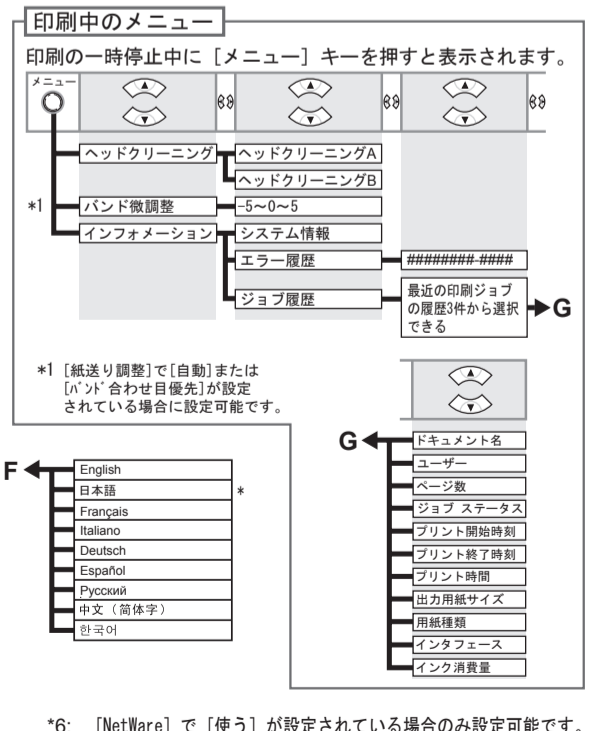 印刷中のメニュー
印刷の一時停止中に［メニュー］キーを押すと表示されます。
メニュー
ヘッドクリーニング
ヘッドクリーニングA
ヘッドクリーニングB
*1
バンド微調整
-5～0～5
インフォメーション
システム情報
エラー履歴
########-####
ジョブ履歴
最近の印刷ジョブ
の履歴3件から選択
できる
G
*1 [紙送り調整]で[自動]または
[ﾊﾞﾝﾄﾞ合わせ目優先]が設定
されている場合に設定可能です。
G
ドキュメント名
ユーザー
ページ数
ジョブ ステータス
プリント開始時刻
プリント終了時刻
プリント時間
出力用紙サイズ
用紙種類
インタフェース
インク消費量
F
English
日本語
*
Français
Italiano
Deutsch
Español
Русский
中文（简体字）
한국어
*6: ［NetWare］で［使う］が設定されている場合のみ設定可能です。